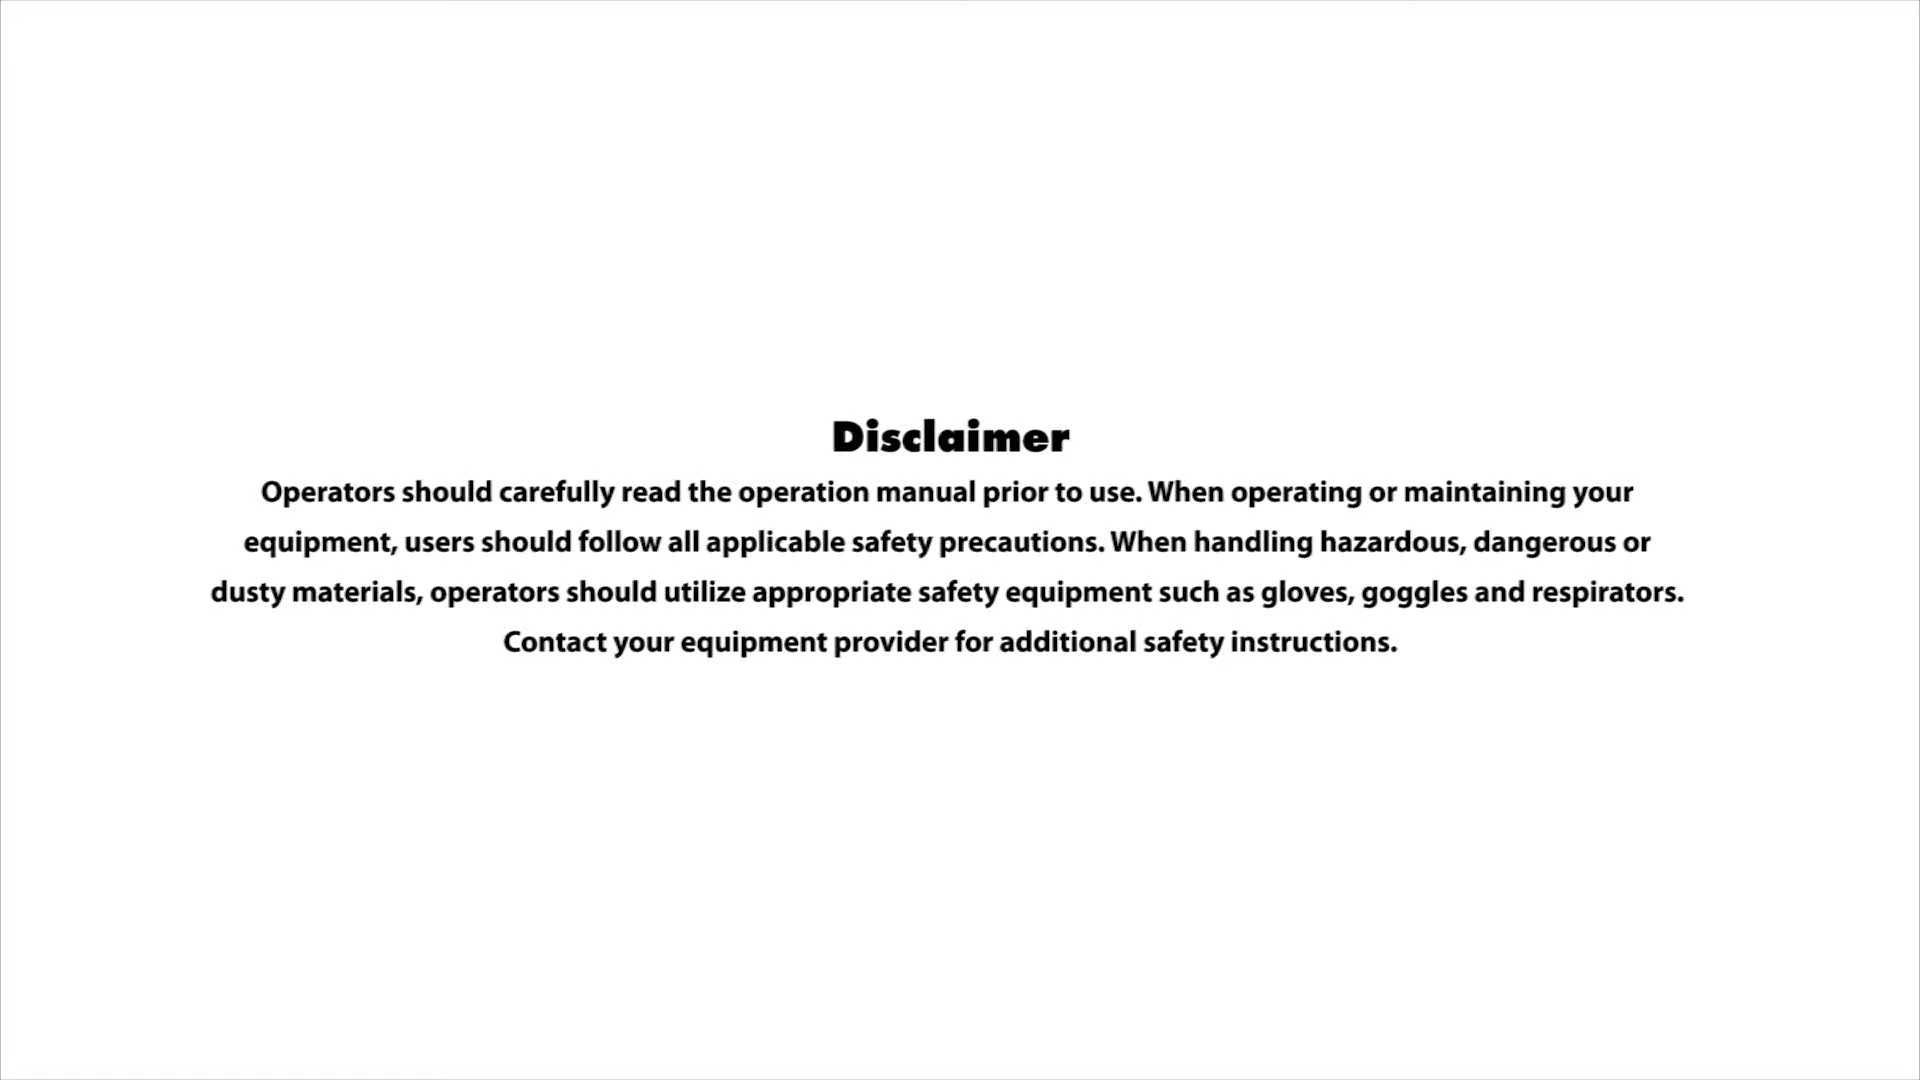 Disclaimer
Operators should carefully read the operation manual prior to use. When operating or maintaining your
equipment, users should follow all applicable safety precautions. When handling hazardous, dangerous or
dusty materials, operators should utilize appropriate safety equipment such as gloves, goggles and respirators.
Contact your equipment provider for additional safety instructions.